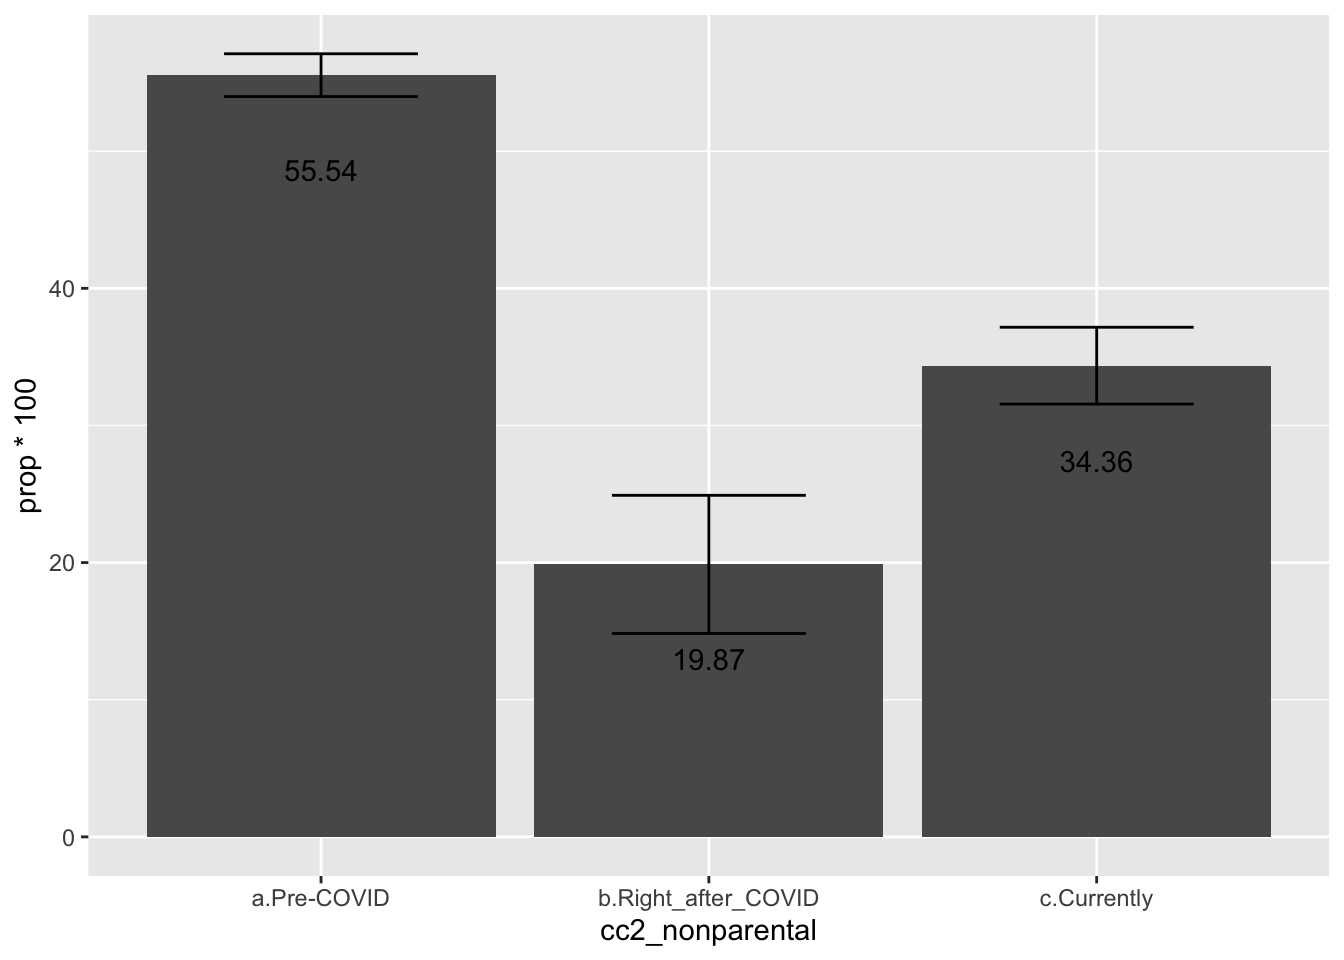 55.54
40
prop * 100
34.36
20
19.87
0
a.Pre-COVID
b.Right_after_COVID
c.Currently
cc2_nonparental